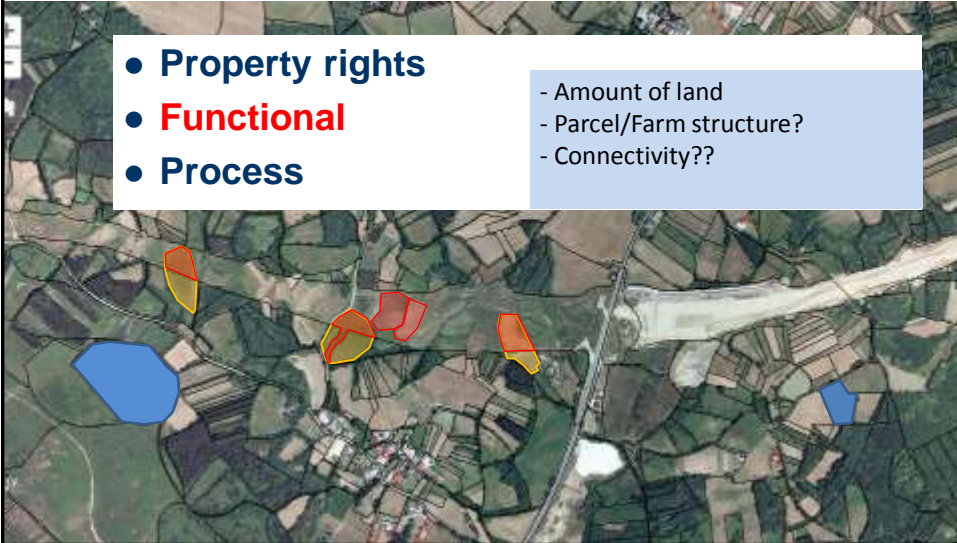 ● Property rights
● Functional
● Process
- Amount of land
- Parcel/Farm structure?
- Connectivity??